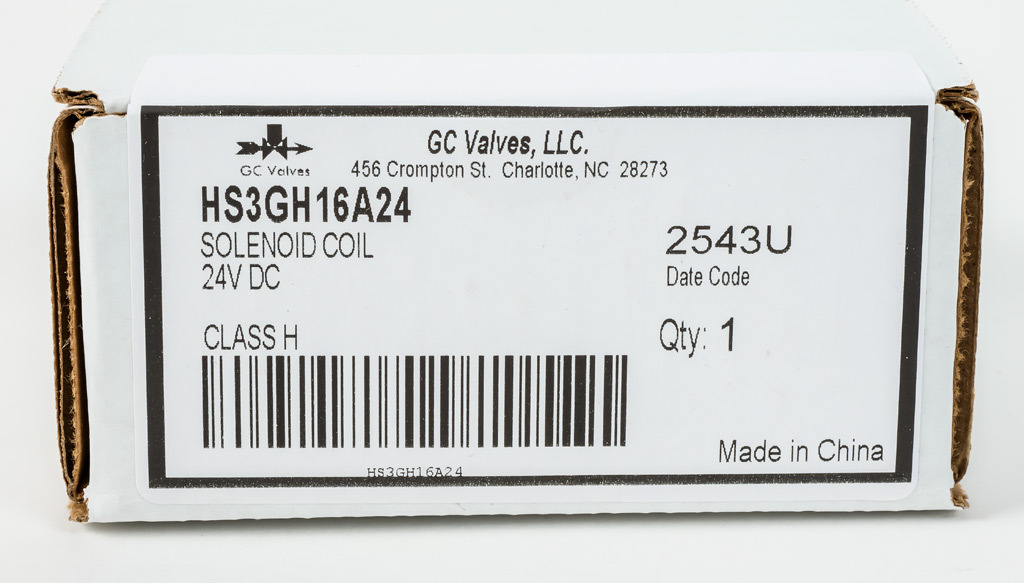 GC Valves, LLC.
GC Valves
456 Crompton St. Charlotte, NC 28273
HS3GH16A24
SOLENOID COIL
24V DC
2543U
Date Code
CLASS H
Qty: 1
Made in China
HS3GH16A24